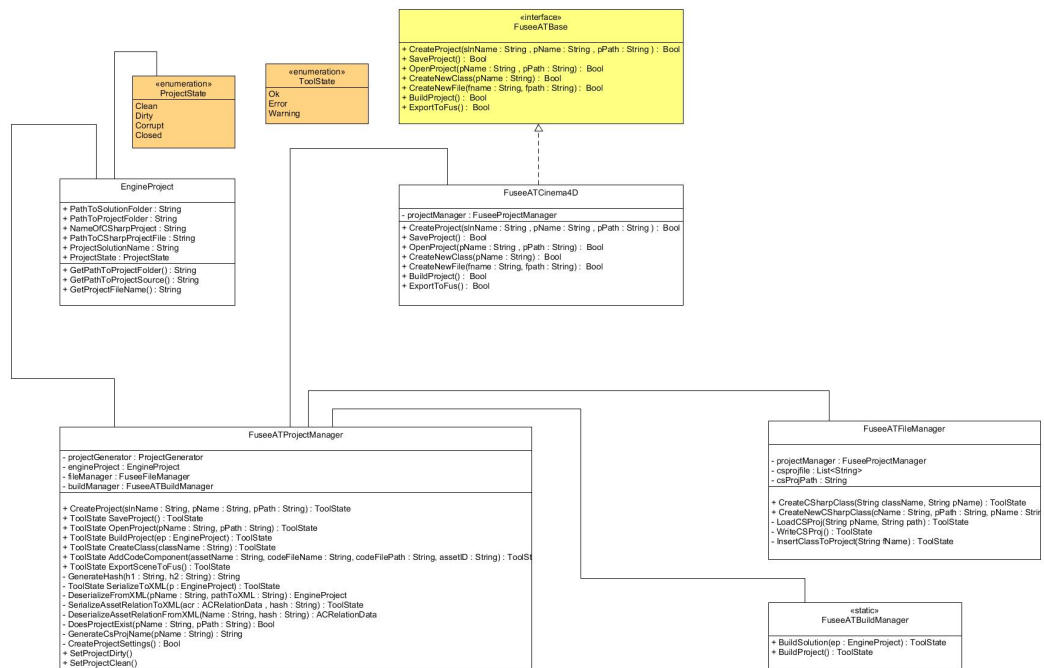 «interface»
FuseeATBase
+ CreateProject(slnName : String , pName : String , pPath : String ) : Bool
+ SaveProject() : Bool
+ OpenProject(pName : String , pPath : String) : Bool
+ CreateNewClass(pName : String) : Bool
+ CreateNewFile(fname : String, fpath : String) : Bool
+ BuildProject() : Bool
+ ExportToFus() : Bool
«enumeration»
ProjectState
Clean
Dirty
Corrupt
Closed
«enumeration»
ToolState
Ok
Error
Warning
EngineProject
+ PathToSolutionFolder : String
+ PathToProjectFolder : String
+ NameOfCSharpProject : String
+ PathToCSharpProjectFile : String
+ ProjectSolutionName : String
+ ProjectState : ProjectState
+ GetPathToProjectFolder() : String
+ GetPathToProjectSource() : String
+ GetProjectFileName() : String
FuseeATCinema4D
- projectManager : FuseeProjectManager
+ CreateProject(slnName : String , pName : String , pPath : String ) : Bool
+ SaveProject() : Bool
+ OpenProject(pName : String , pPath : String) : Bool
+ CreateNewClass(pName : String) : Bool
+ CreateNewFile(fname : String, fpath : String) : Bool
+ BuildProject() : Bool
+ ExportToFus() : Bool
FuseeATProjectManager
- projectGenerator : ProjectGenerator
- engineProject : EngineProject
- fileManager : FuseeFileManager
- buildManager : FuseeATBuildManager
+ CreateProject(slnName : String, pName : String, pPath : String) : ToolState
+ ToolState SaveProject() : ToolState
+ ToolState OpenProject(pName : String, pPath : String) : ToolState
+ ToolState BuildProject(ep : EngineProject) : ToolState
+ ToolState CreateClass(className : String) : ToolState
+ ToolState AddCodeComponent(assetName : String, codeFileName : String, codeFilePath : String, assetID : String) : ToolSt
+ ToolState ExportSceneToFus() : ToolState
- GenerateHash(h1 : String, h2 : String) : String
- ToolState SerializeToXML(p : EngineProject) : ToolState
- DeserializeFromXML(pName : String, pathToXML : String) : EngineProject
- SerializeAssetRelationToXML(acr : ACRelationData , hash : String) : ToolState
- DeserializeAssetRelationFromXML(Name : String, hash : String) : ACRelationData
- DoesProjectExist(pName : String, pPath : String) : Bool
- GenerateCsProjName(pName : String) : String
- CreateProjectSettings() : Bool
+ SetProjectDirty()
+ SetProjectClean()
FuseeATFileManager
- projectManager : FuseeProjectManager
- csprojfile : List<String>
- csProjPath : String
+ CreateCSharpClass(String className, String pName) : ToolState
+ CreateNewCSharpClass(cName : String, pPath : String, pName : Strin
- LoadCSProj(String pName, String path) : ToolState
- WriteCSProj() : ToolState
- InsertClassToProject(String fName) : ToolState
«static»
FuseeATBuildManager
+ BuildSolution(ep : EngineProject) : ToolState
+ BuildProject() : ToolState